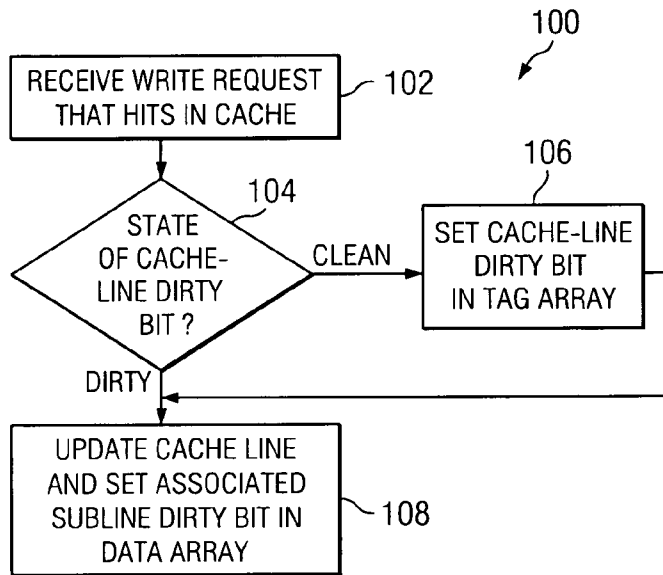 100
RECEIVE WRITE REQUEST
THAT HITS IN CACHE
102
104
STATE
OF CACHE-
LINE DIRTY
BIT ?
CLEAN
106
SET CACHE-LINE
DIRTY BIT
IN TAG ARRAY
DIRTY
UPDATE CACHE LINE
AND SET ASSOCIATED
SUBLINE DIRTY BIT IN
DATA ARRAY
108